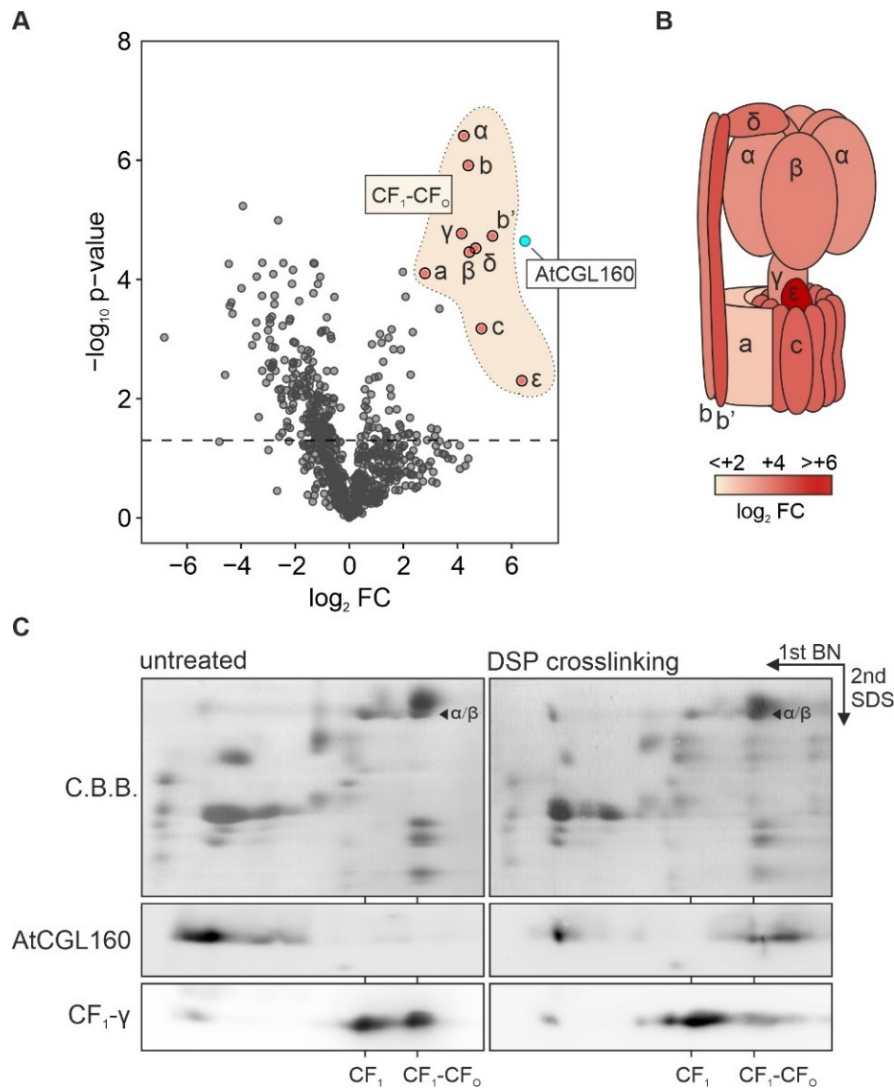 A
B
8
6
4
2
0
−log₁₀ p-value
−6 −4 −2 0 2 4 6
log₂ FC
α
b
CF₁-CFₒ
b'
γ
δ
β
AtCGL160
a
c
ε
δ
α β α
γ
ε
a c
b b'
<+2 +4 >+6
log₂ FC
C
untreated
DSP crosslinking
1st BN
2nd
SDS
α/β
α/β
C.B.B.
AtCGL160
CF₁-γ
CF₁ CF₁-CFₒ CF₁ CF₁-CFₒ